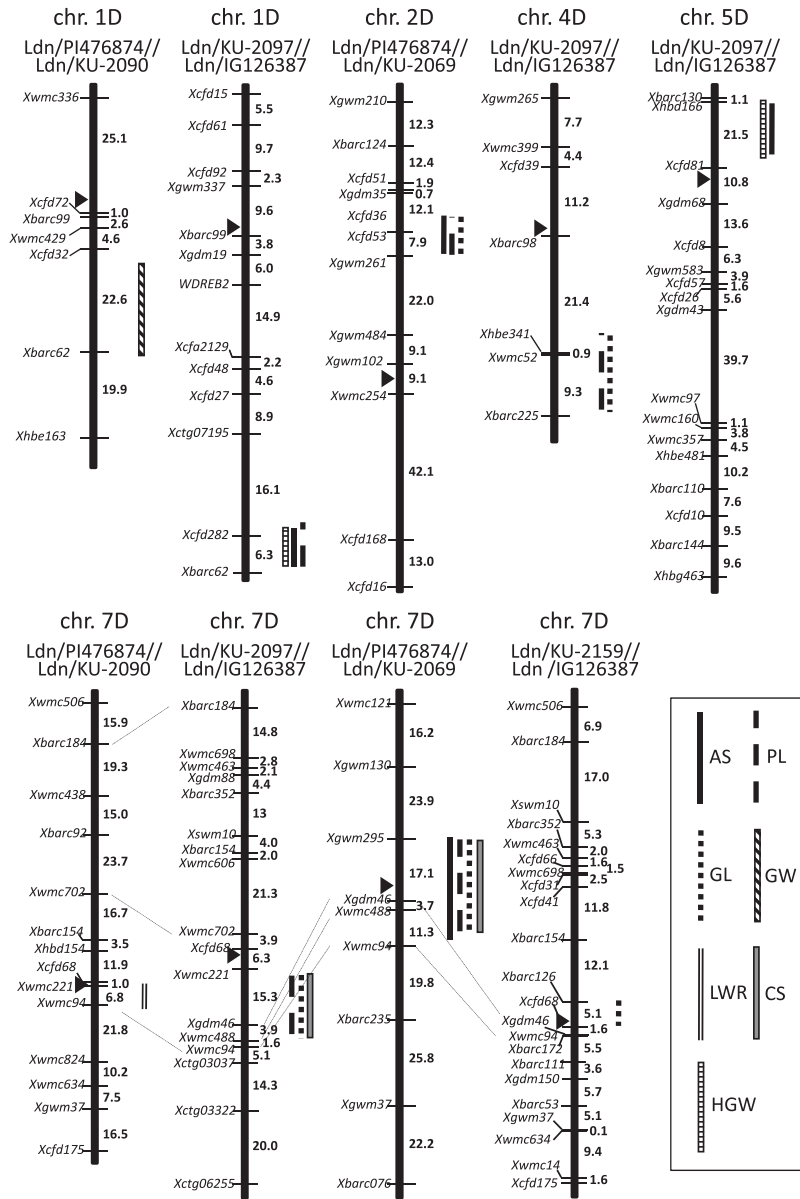 chr. 1D
Ldn/PI476874//
Ldn/KU-2090
Xwmc336
25.1
Xcfd72
1.0
Xbarc99
2.6
Xwmc429
4.6
Xcfd32
22.6
Xbarc62
19.9
Xhbe163
chr. 1D
Ldn/KU-2097//
Ldn/IG126387
Xcfd15
5.5
Xcfd61
9.7
Xcfd92
2.3
Xgwm337
9.6
Xbarc99
3.8
Xgdm19
6.0
WDREB2
14.9
Xcfa2129
2.2
Xcfd48
4.6
Xcfd27
8.9
Xctg07195
16.1
Xcfd282
6.3
Xbarc62
chr. 2D
Ldn/PI476874//
Ldn/KU-2069
Xgwm210
12.3
Xbarc124
12.4
Xcfd51
1.9
Xgdm35
0.7
12.1
Xcfd36
Xcfd53
7.9
Xgwm261
22.0
Xgwm484
9.1
Xgwm102
9.1
Xwmc254
42.1
Xcfd168
13.0
Xcfd16
chr. 4D
Ldn/KU-2097//
Ldn/IG126387
Xgwm265
7.7
Xwmc399
4.4
Xcfd39
11.2
Xbarc98
21.4
Xhbe341
0.9
Xwmc52
9.3
Xbarc225
chr. 5D
Ldn/KU-2097//
Ldn/IG126387
Xbarc130
1.1
Xhbd166
21.5
Xcfd81
10.8
Xgdm68
13.6
Xcfd8
6.3
Xgwm583
3.9
Xcfd57
1.6
Xcfd26
5.6
Xgdm43
39.7
Xwmc97
1.1
Xwmc160
3.8
Xwmc357
4.5
Xhbe481
10.2
Xbarc110
7.6
Xcfd10
9.5
Xbarc144
9.6
Xhbg463
chr. 7D
Ldn/PI476874//
Ldn/KU-2090
Xwmc506
15.9
Xbarc184
19.3
Xwmc438
15.0
Xbarc92
23.7
Xwmc702
16.7
Xbarc154
3.5
Xhbd154
11.9
Xcfd68
1.0
Xwmc221
6.8
Xwmc94
21.8
Xwmc824
10.2
Xwmc634
7.5
Xgwm37
16.5
Xcfd175
chr. 7D
Ldn/KU-2097//
Ldn/IG126387
Xbarc184
14.8
Xwmc698
2.8
Xwmc463
2.1
Xgdm88
4.4
Xbarc352
13
Xswm10
4.0
Xbarc154
2.0
Xwmc606
21.3
Xwmc702
3.9
Xcfd68
6.3
Xwmc221
15.3
Xgdm46
3.9
Xwmc488
1.6
Xwmc94
5.1
Xctg03037
14.3
Xctg03322
20.0
Xctg06255
chr. 7D
Ldn/PI476874//
Ldn/KU-2069
Xwmc121
16.2
Xgwm130
23.9
Xgwm295
17.1
Xgdm46
3.7
Xwmc488
11.3
Xwmc94
19.8
Xbarc235
25.8
Xgwm37
22.2
Xbarc076
chr. 7D
Ldn/KU-2159//
Ldn /IG126387
Xwmc506
6.9
Xbarc184
17.0
Xswm10
Xbarc352
5.3
Xwmc463
2.0
Xcfd66
1.6
1.5
Xwmc698
2.5
Xcfd31
Xcfd41
11.8
Xbarc154
12.1
Xbarc126
Xcfd68
5.1
Xgdm46
1.6
Xwmc94
Xbarc172
5.5
Xbarc111
3.6
Xgdm150
5.7
Xbarc53
5.1
Xgwm37
0.1
Xwmc634
9.4
Xwmc14
1.6
Xcfd175
AS
PL
GL
GW
LWR
CS
HGW